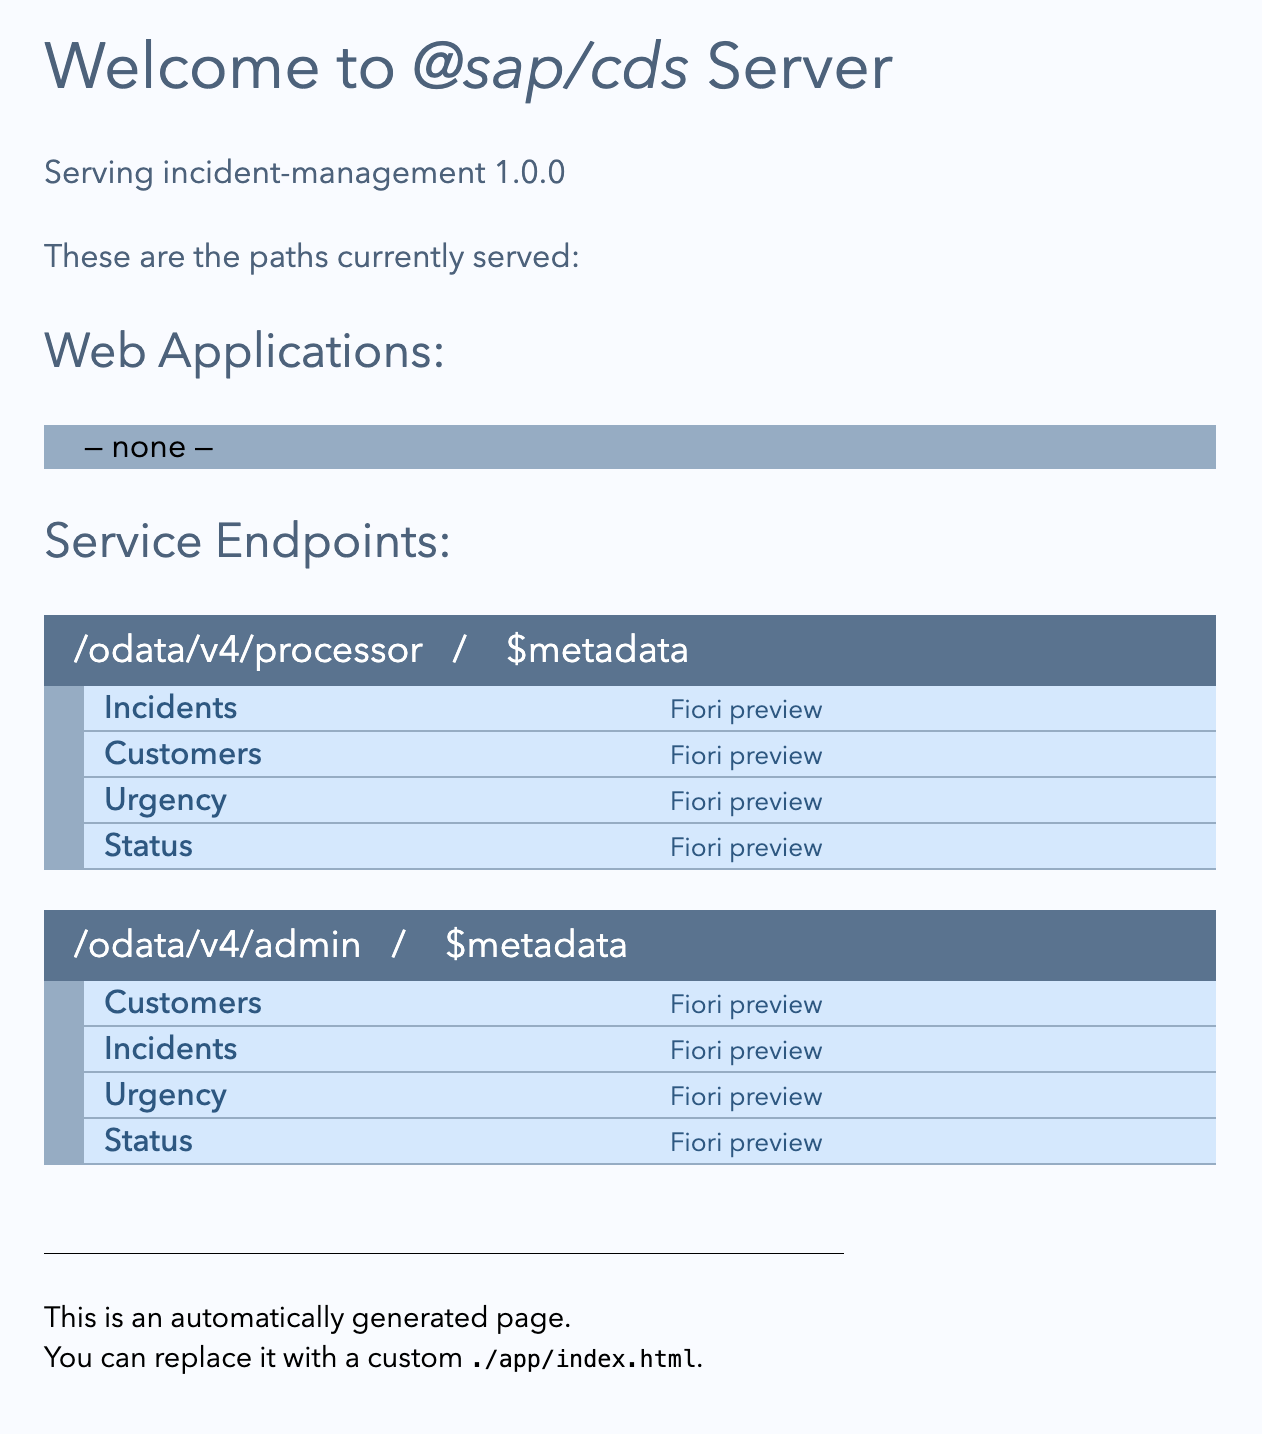 Welcome to @sap/cds Server
Serving incident-management 1.0.0
These are the paths currently served:
Web Applications:
– none –
Service Endpoints:
/odata/v4/processor / $metadata
Incidents Fiori preview
Customers Fiori preview
Urgency Fiori preview
Status Fiori preview
/odata/v4/admin / $metadata
Customers Fiori preview
Incidents Fiori preview
Urgency Fiori preview
Status Fiori preview
This is an automatically generated page.
You can replace it with a custom ./app/index.html.